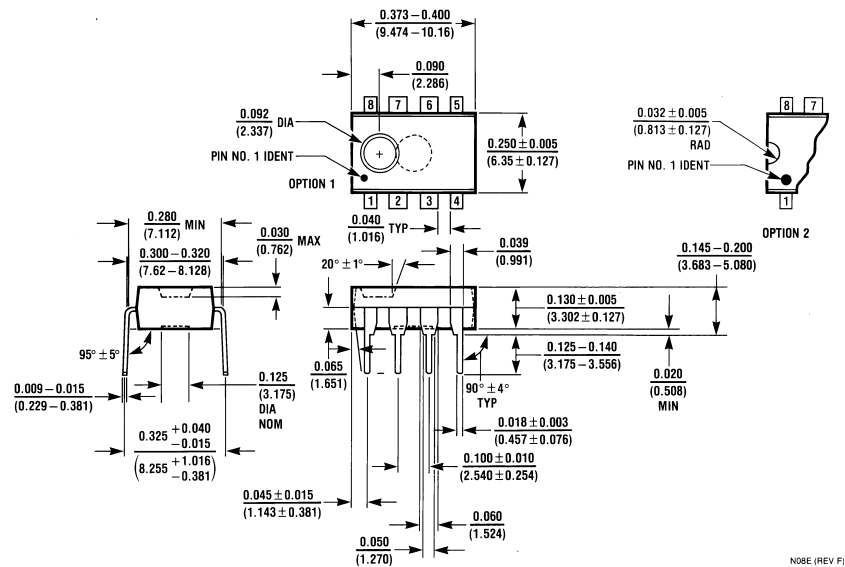 0.373 – 0.400
(9.474 – 10.16)
0.090
(2.286)
8 7 6 5
0.092 DIA
(2.337)
PIN NO. 1 IDENT
OPTION 1
1 2 3 4
0.250 ± 0.005
(6.35 ± 0.127)
0.032 ± 0.005
(0.813 ± 0.127)
RAD
PIN NO. 1 IDENT
8 7
1
OPTION 2
0.280 MIN
(7.112)
0.300 – 0.320
(7.62 – 8.128)
0.030 MAX
(0.762)
0.040 TYP
(1.016)
0.039
(0.991)
0.145 – 0.200
(3.683 – 5.080)
20° ± 1°
0.130 ± 0.005
(3.302 ± 0.127)
0.125 – 0.140
(3.175 – 3.556)
0.020
(0.508)
MIN
95° ± 5°
0.009 – 0.015
(0.229 – 0.381)
0.125
(3.175)
DIA
NOM
0.065
(1.651)
90° ± 4°
TYP
0.018 ± 0.003
(0.457 ± 0.076)
0.325 +0.040
−0.015
(8.255 +1.016
−0.381)
0.100 ± 0.010
(2.540 ± 0.254)
0.045 ± 0.015
(1.143 ± 0.381)
0.060
(1.524)
0.050
(1.270)
N08E (REV F)